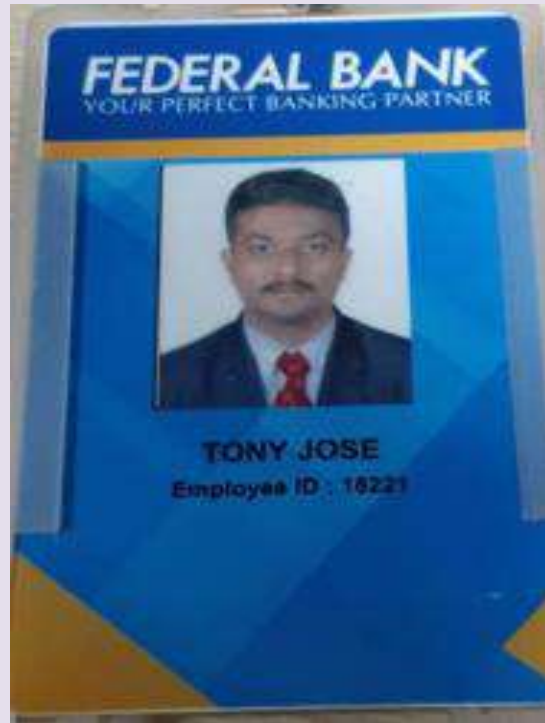 FEDERAL BANK
YOUR PERFECT BANKING PARTNER
TONY JOSE
Employee ID : 18221